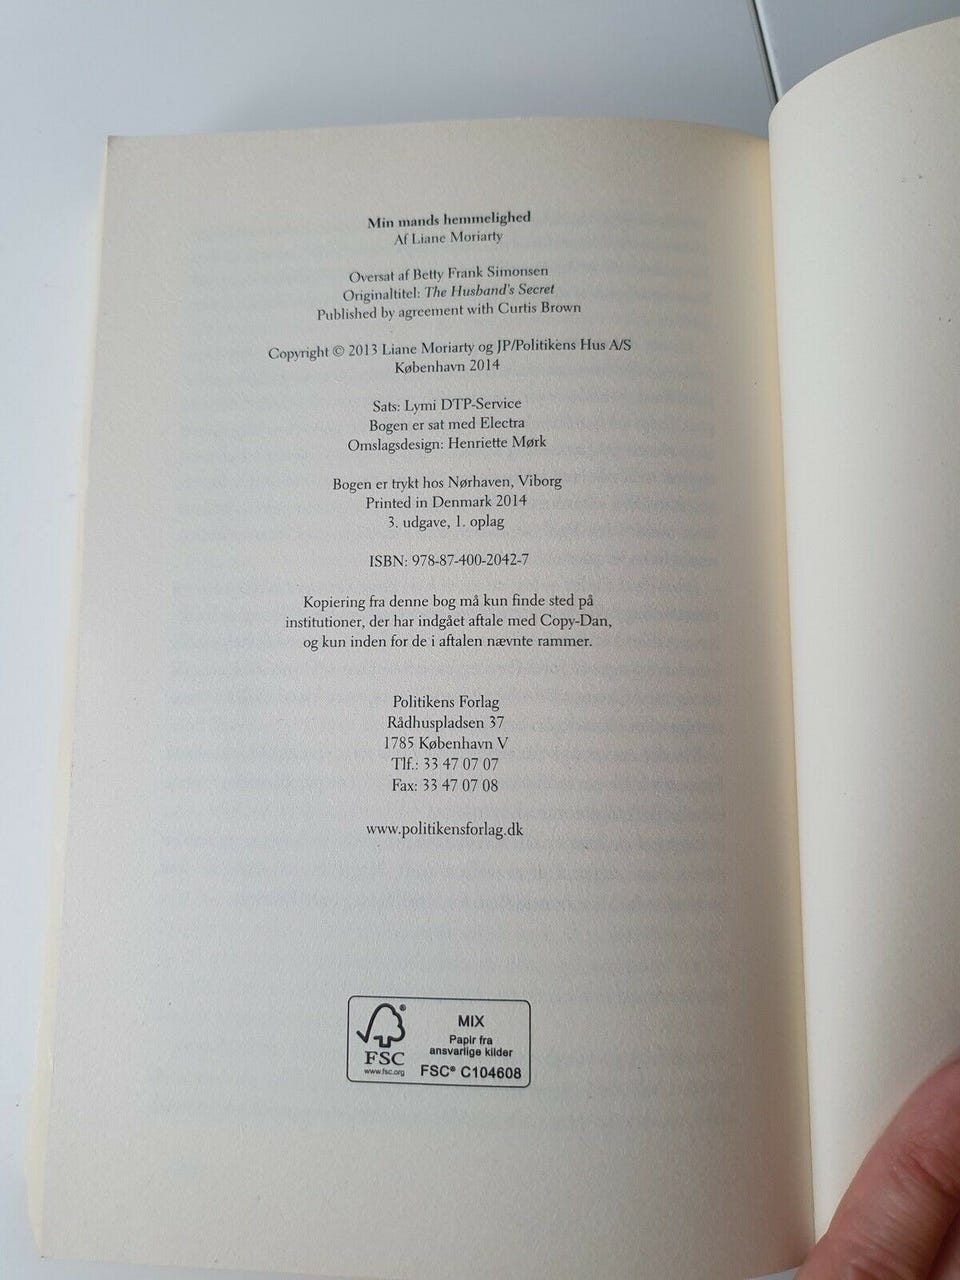 Min mands hemmelighed
Af Liane Moriarty
Oversat af Betty Frank Simonsen
Originaltitel: The Husband's Secret
Published by agreement with Curtis Brown
Copyright © 2013 Liane Moriarty og JP/Politikens Hus A/S
København 2014
Sats: Lymi DTP-Service
Bogen er sat med Electra
Omslagsdesign: Henriette Mørk
Bogen er trykt hos Nørhaven, Viborg
Printed in Denmark 2014
3. udgave, 1. oplag
ISBN: 978-87-400-2042-7
Kopiering fra denne bog må kun finde sted på
institutioner, der har indgået aftale med Copy-Dan,
og kun inden for de i aftalen nævnte rammer.
Politikens Forlag
Rådhuspladsen 37
1785 København V
Tlf.: 33 47 07 07
Fax: 33 47 07 08
www.politikensforlag.dk
®
FSC
www.fsc.org
MIX
Papir fra
ansvarlige kilder
FSC® C104608